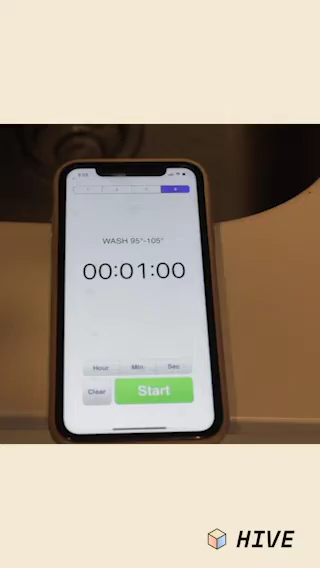 WASH 95°-105°
00:01:00
Hour Min Sec
Clear Start
HIVE